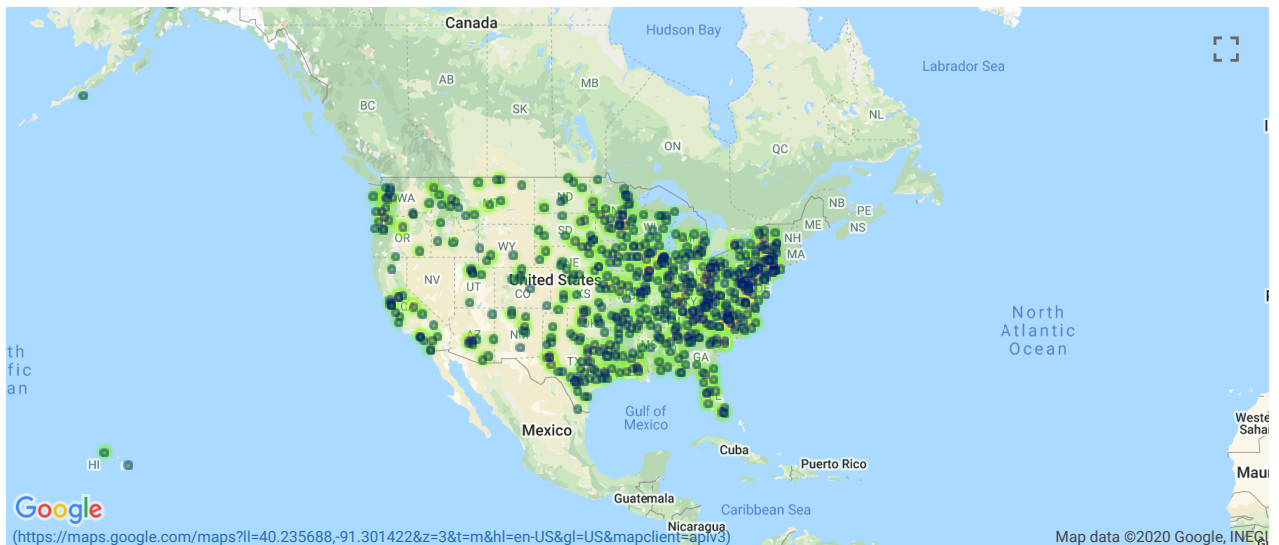 Canada
Hudson Bay
Labrador Sea
AB
MB
SK
BC
NL
ON
QC
NB
PE
NS
ME
NH
MA
WA
ND
OR
SD
WI
WY
NV
UT
CO
United States
KS
AZ
NM
TX
GA
North
Atlantic
Ocean
Gulf of
Mexico
Mexico
Cuba
Puerto Rico
HI
Guatemala
Caribbean Sea
Nicaragua
Google
(https://maps.google.com/maps?ll=40.235688,-91.301422&z=3&t=m&hl=en-US&gl=US&mapclient=apiv3)
Map data ©2020 Google, INEGI